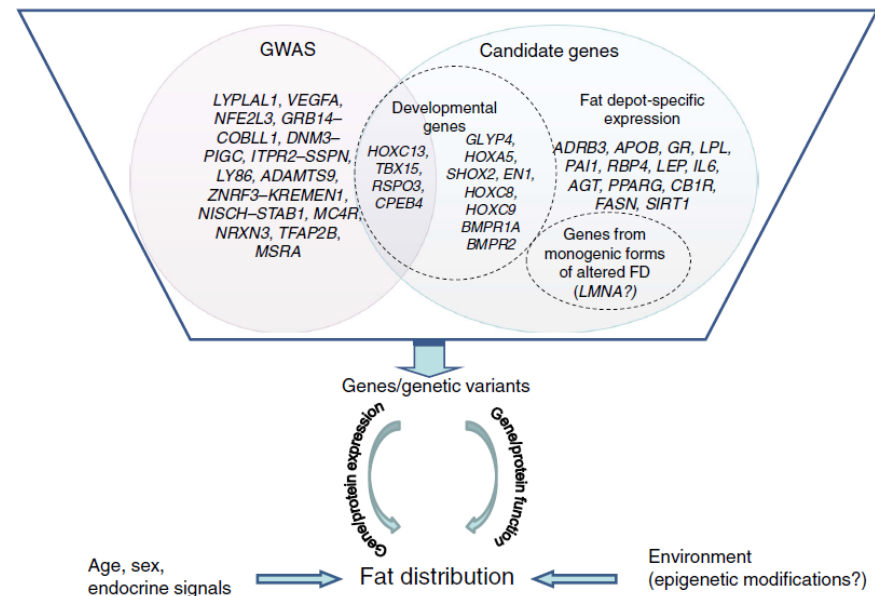 GWAS
LYPLAL1, VEGFA,
NFE2L3, GRB14–
COBLL1, DNM3–
PIGC, ITPR2–SSPN,
LY86, ADAMTS9,
ZNRF3–KREMEN1,
NISCH–STAB1, MC4R,
NRXN3, TFAP2B,
MSRA
HOXC13,
TBX15,
RSPO3,
CPEB4
Candidate genes
Developmental
genes
GLYP4,
HOXA5,
SHOX2, EN1,
HOXC8,
HOXC9
BMPR1A
BMPR2
Fat depot-specific
expression
ADRB3, APOB, GR, LPL,
PAI1, RBP4, LEP, IL6,
AGT, PPARG, CB1R,
FASN, SIRT1
Genes from
monogenic forms
of altered FD
(LMNA?)
Genes/genetic variants
Gene/protein expression
Gene/protein function
Age, sex,
endocrine signals
Fat distribution
Environment
(epigenetic modifications?)